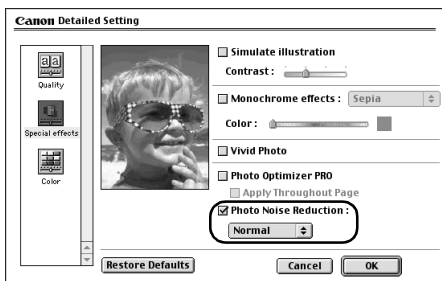 Canon Detailed Setting
Quality
Special effects
Color
Simulate illustration
Contrast :
Monochrome effects : Sepia
Color :
Vivid Photo
Photo Optimizer PRO
Apply Throughout Page
Photo Noise Reduction :
Normal
Restore Defaults Cancel OK